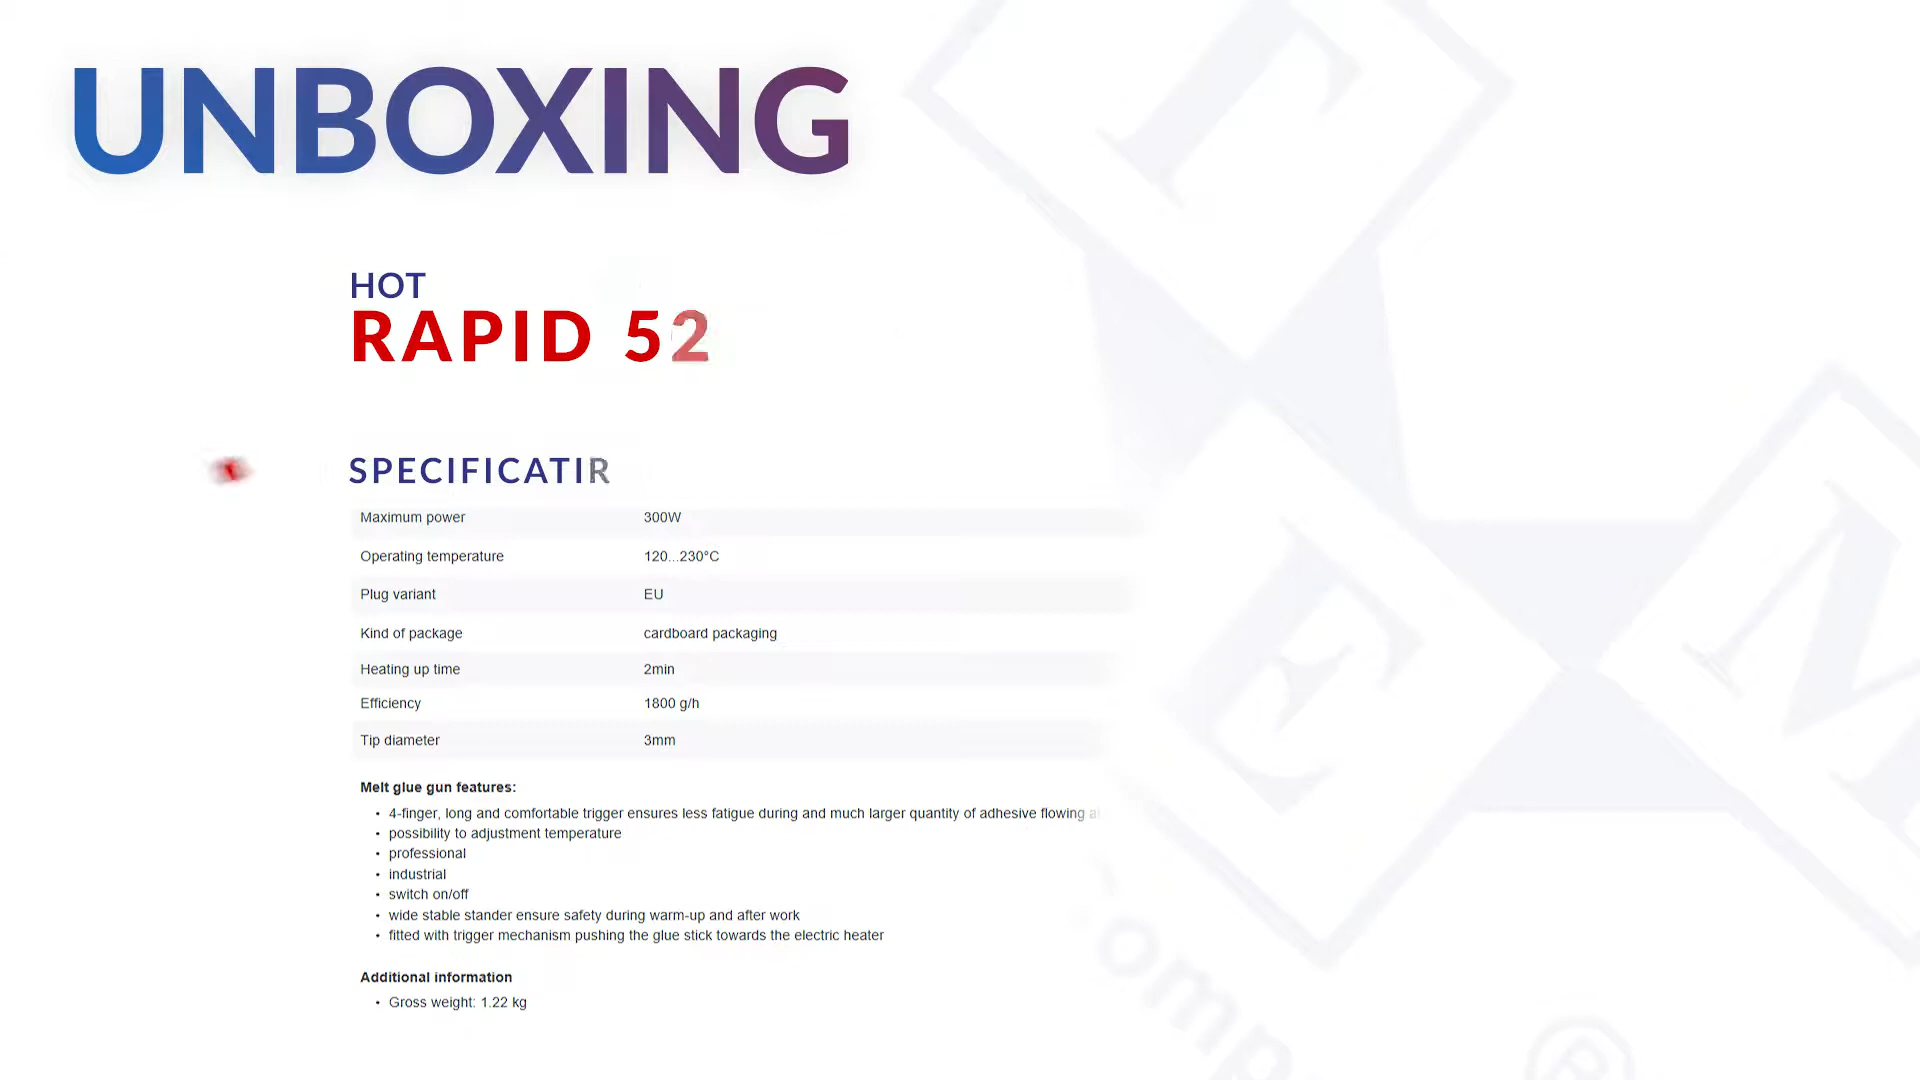 UNBOXING
HOT
RAPID 52
SPECIFICATIR
Maximum power 300W
Operating temperature 120...230°C
Plug variant EU
Kind of package cardboard packaging
Heating up time 2min
Efficiency 1800 g/h
Tip diameter 3mm
Melt glue gun features:
• 4-finger, long and comfortable trigger ensures less fatigue during and much larger quantity of adhesive flowing
• possibility to adjustment temperature
• professional
• industrial
• switch on/off
• wide stable stander ensure safety during warm-up and after work
• fitted with trigger mechanism pushing the glue stick towards the electric heater
Additional information
• Gross weight: 1.22 kg
T
E
M
comp
®